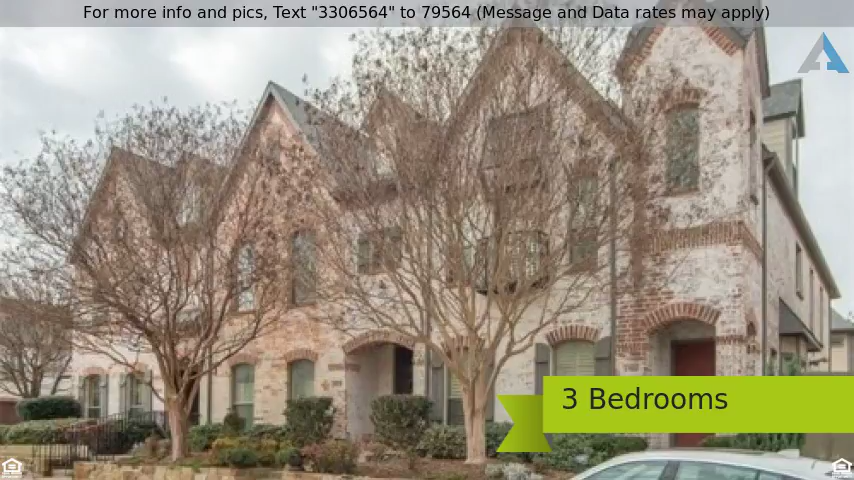 For more info and pics, Text "3306564" to 79564 (Message and Data rates may apply)
3 Bedrooms